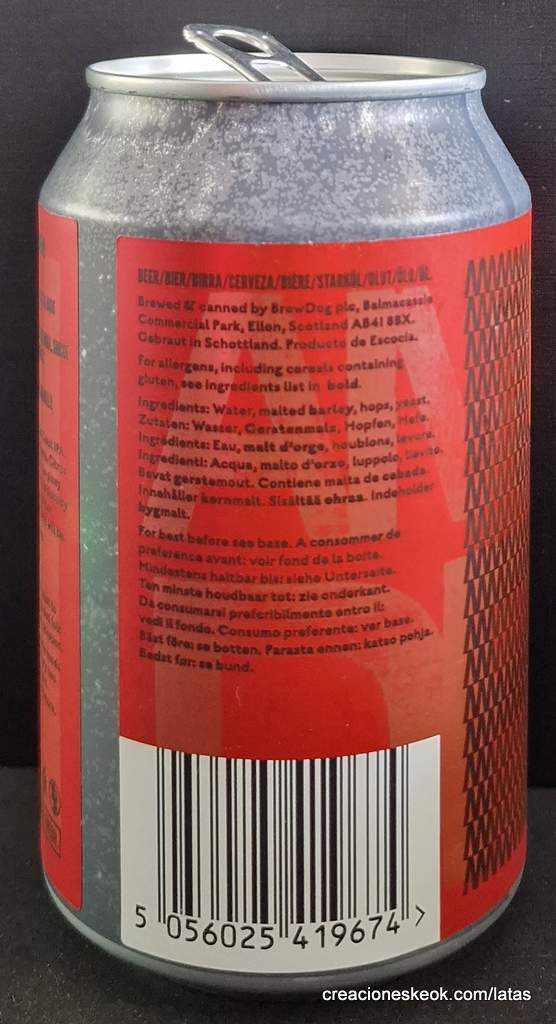 BEER/BIER/BIRRA/CERVEZA/BIÈRE/STARKÖL/OLUT/ÖLU/ØL
Brewed & canned by BrewDog plc, Balmacassie
Commercial Park, Ellon, Scotland AB41 8BX.
Gebraut in Schottland. Producto de Escocia.
For allergens, including cereals containing
gluten, see ingredients list in bold.
Ingredients: Water, malted barley, hops, yeast.
Zutaten: Wasser, Gerstenmalz, Hopfen, Hefe.
Ingrédients: Eau, malt d'orge, houblons, levure.
Ingredienti: Acqua, malto d'orzo, luppolo, lievito.
Bevat gerstemout. Contiene malta de cebada.
Innehåller kornmalt. Sisältää ohraa. Indeholder
bygmalt.
For best before see base. A consommer de
preference avant: voir fond de la boite.
Mindestens haltbar bis: siehe Unterseite.
Ten minste houdbaar tot: zie onderkant.
Da consumarsi preferibilmente entro il:
vedi il fondo. Consumo preferente: ver base.
Bäst före: se botten. Parasta ennen: katso pohja.
Bedst før: se bund.
5 056025 419674 >
creacioneskeok.com/latas